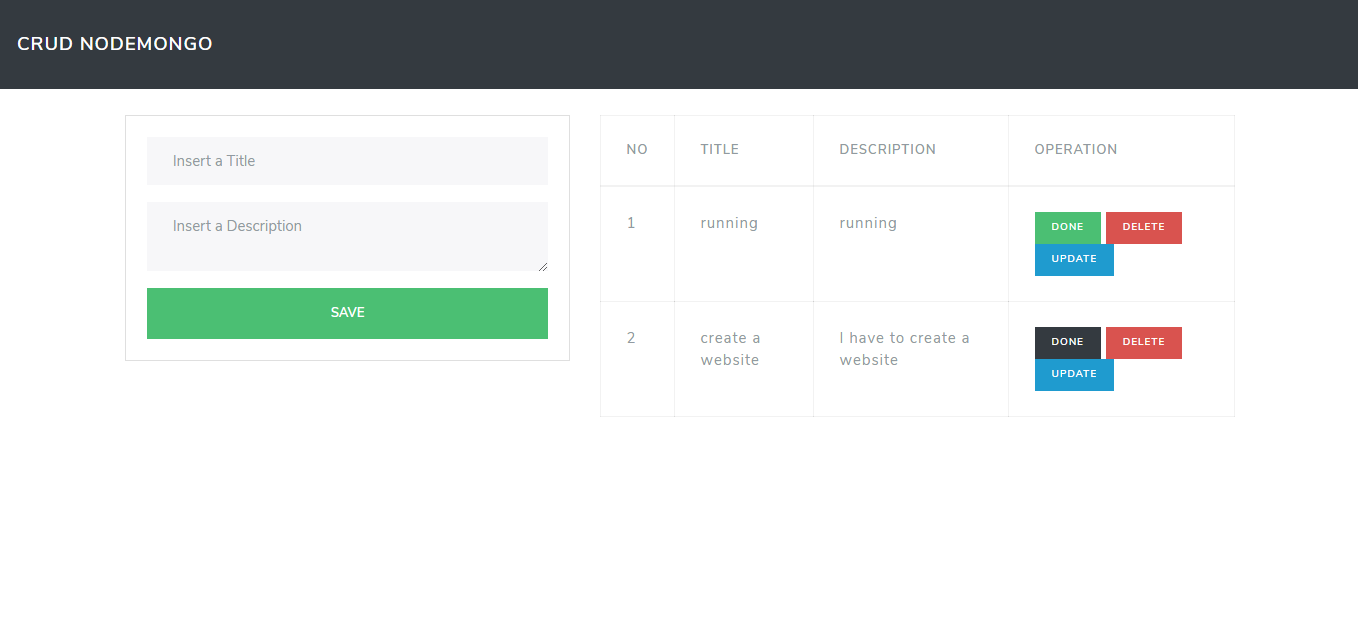 CRUD NODEMONGO
Insert a Title
Insert a Description
SAVE
NO TITLE DESCRIPTION OPERATION
1 running running DONE DELETE
UPDATE
2 create a I have to create a DONE DELETE
website website
UPDATE